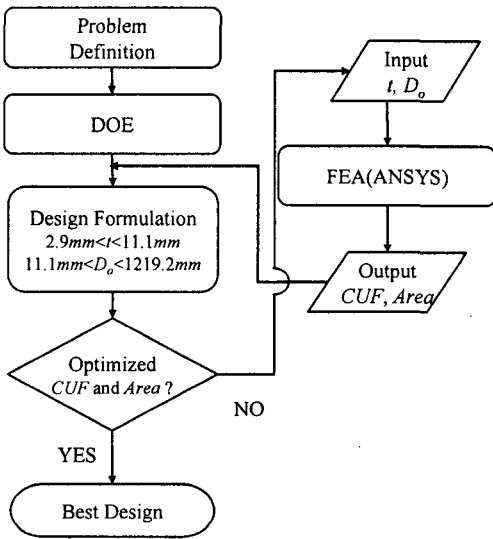 Problem
Definition
DOE
Design Formulation
2.9mm<t<11.1mm
11.1mm<Dₒ<1219.2mm
Optimized
CUF and Area ?
NO
YES
Best Design
Input
t, Dₒ
FEA(ANSYS)
Output
CUF, Area